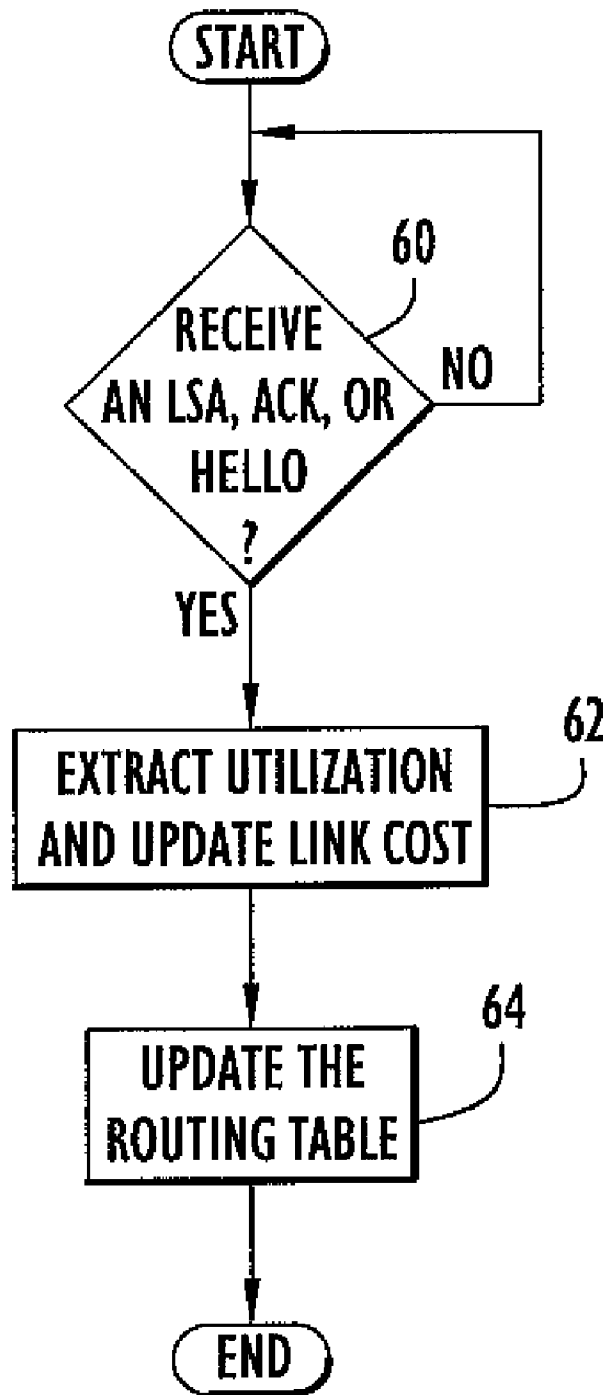 START
60
RECEIVE
AN LSA, ACK, OR
HELLO
?
NO
YES
62
EXTRACT UTILIZATION
AND UPDATE LINK COST
64
UPDATE THE
ROUTING TABLE
END